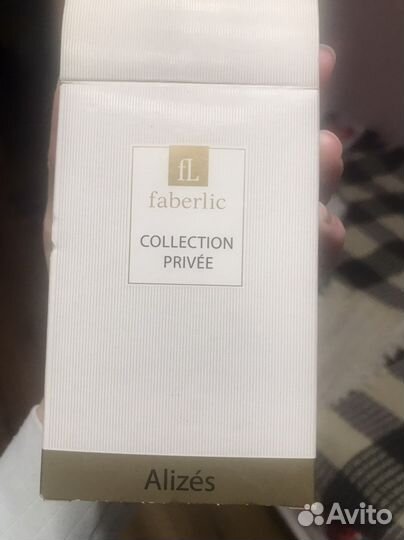 fL
faberlic
COLLECTION
PRIVÉE
Alizés
Avito